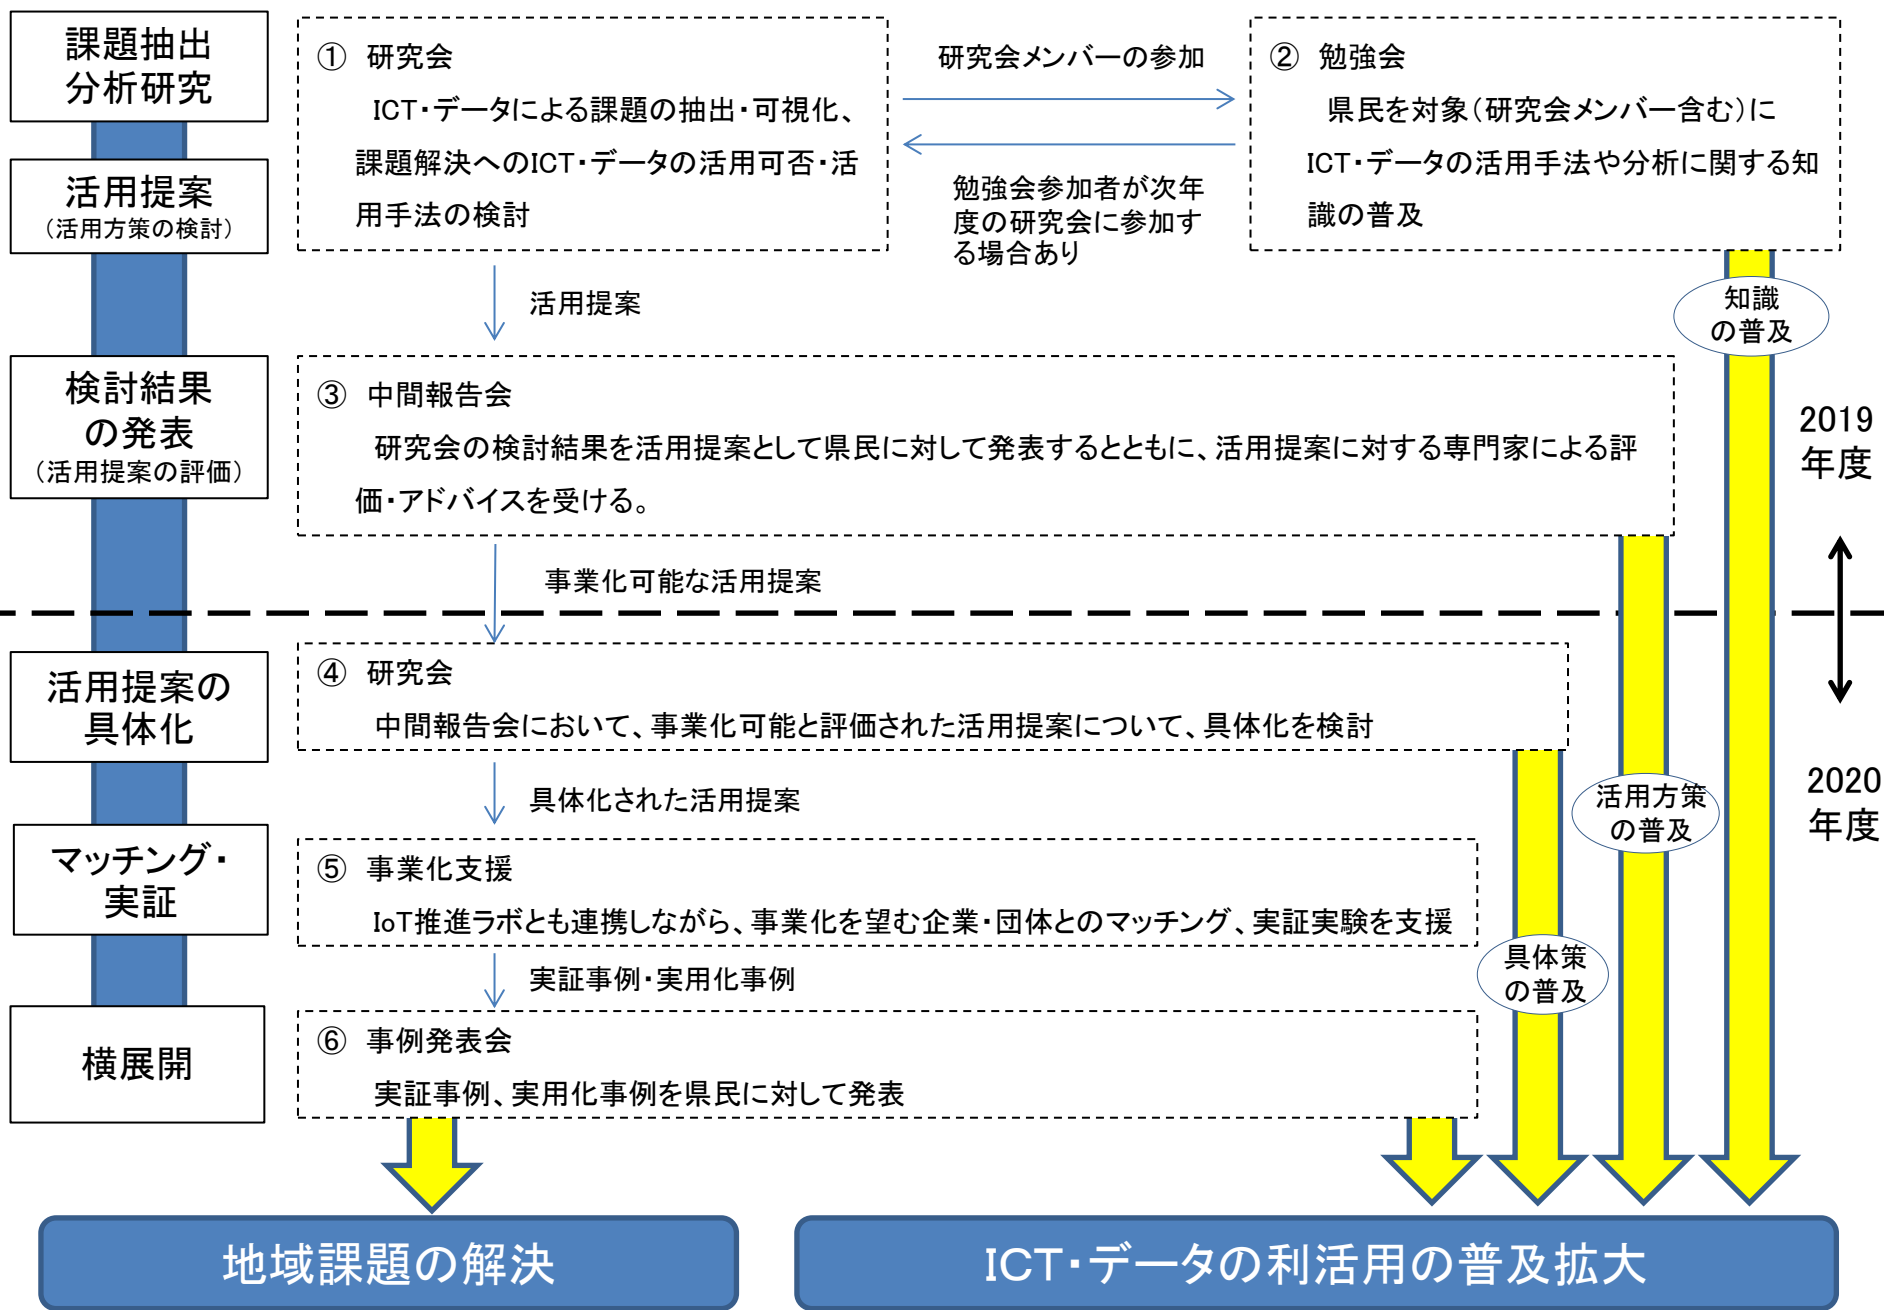 課題抽出
分析研究
活用提案
（活用方策の検討）
① 研究会
ICT・データによる課題の抽出・可視化、
課題解決へのICT・データの活用可否・活
用手法の検討
研究会メンバーの参加
勉強会参加者が次年
度の研究会に参加す
る場合あり
② 勉強会
県民を対象（研究会メンバー含む）に
ICT・データの活用手法や分析に関する知
識の普及
活用提案
知識
の普及
検討結果
の発表
（活用提案の評価）
③ 中間報告会
研究会の検討結果を活用提案として県民に対して発表するとともに、活用提案に対する専門家による評
価・アドバイスを受ける。
2019
年度
事業化可能な活用提案
活用提案の
具体化
④ 研究会
中間報告会において、事業化可能と評価された活用提案について、具体化を検討
具体化された活用提案
活用方策
の普及
2020
年度
マッチング・
実証
⑤ 事業化支援
IoT推進ラボとも連携しながら、事業化を望む企業・団体とのマッチング、実証実験を支援
実証事例・実用化事例
具体策
の普及
横展開
⑥ 事例発表会
実証事例、実用化事例を県民に対して発表
地域課題の解決
ICT・データの利活用の普及拡大